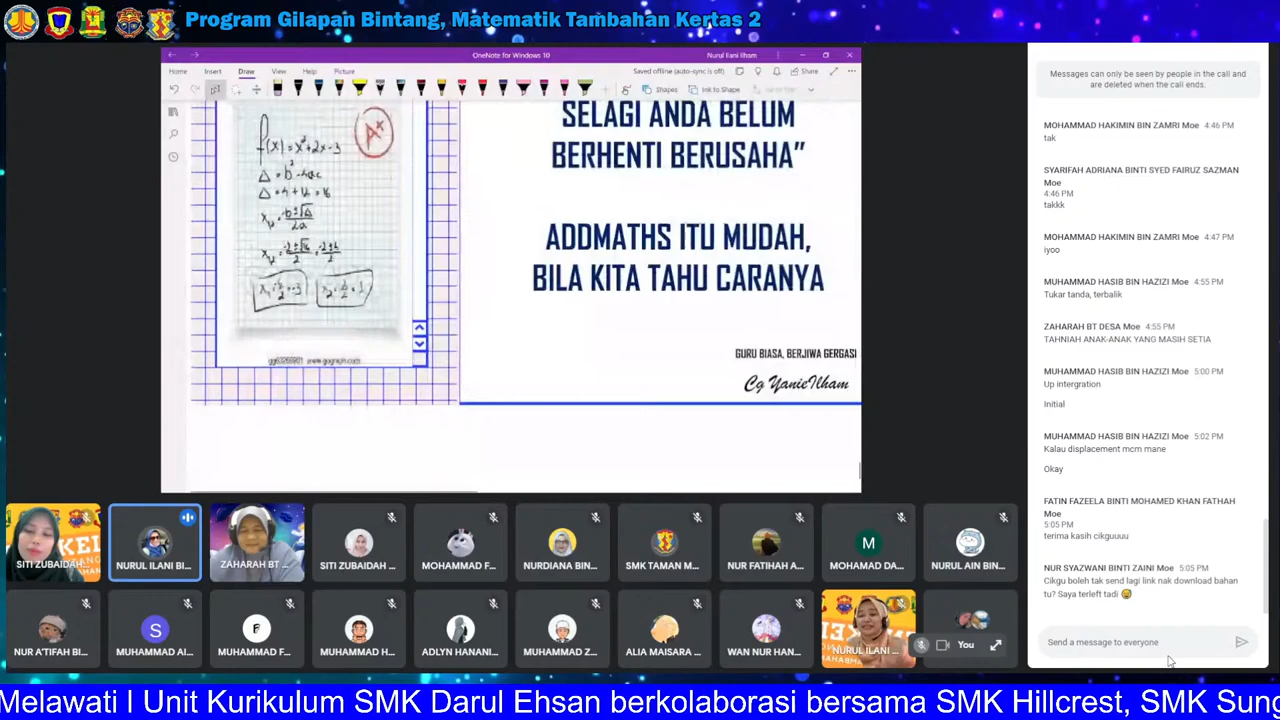 Program Gilapan Bintang, Matematik Tambahan Kertas 2
OneNote for Windows 10
Nurul Ilani Ilham
Home Insert Draw View Help Picture
Saved offline (auto-sync is off)
Share
Shapes
Ink to Shape
A+
f(x)=x²+2x-3
SELAGI ANDA BELUM
BERHENTI BERUSAHA”
ADDMATHS ITU MUDAH,
BILA KITA TAHU CARANYA
GURU BIASA, BERJIWA GERGASI
Cg YanieIlham
Messages can only be seen by people in the call and
are deleted when the call ends.
MOHAMMAD HAKIMIN BIN ZAMRI Moe 4:46 PM
tak
SYARIFAH ADRIANA BINTI SYED FAIRUZ SAZMAN
Moe
4:46 PM
takkk
MOHAMMAD HAKIMIN BIN ZAMRI Moe 4:47 PM
iyoo
MUHAMMAD HASIB BIN HAZIZI Moe 4:55 PM
Tukar tanda, terbalik
ZAHARAH BT DESA Moe 4:55 PM
TAHNIAH ANAK-ANAK YANG MASIH SETIA
MUHAMMAD HASIB BIN HAZIZI Moe 5:00 PM
Up intergration
Initial
MUHAMMAD HASIB BIN HAZIZI Moe 5:02 PM
Kalau displacement mcm mane
Okay
FATIN FAZEELA BINTI MOHAMED KHAN FATHAH
Moe
5:05 PM
terima kasih cikguuuu
NUR SYAZWANI BINTI ZAINI Moe 5:05 PM
Cikgu boleh tak send lagi link nak download bahan
tu? Saya terleft tadi 😅
Send a message to everyone
SITI ZUBAIDAH...
NURUL ILANI BI...
ZAHARAH BT ...
SITI ZUBAIDAH ...
MOHAMMAD F...
NURDIANA BIN...
SMK TAMAN M...
NUR FATIHAH A...
M
MOHAMAD DA...
NURUL AIN BIN...
NUR A'TIFAH BI...
S
MUHAMMAD AI...
F
MUHAMMAD F...
MUHAMMAD H...
ADLYN HANANI...
MUHAMMAD Z...
ALIA MAISARA ...
WAN NUR HAN...
NURUL ILANI ...
You
Melawati I Unit Kurikulum SMK Darul Ehsan berkolaborasi bersama SMK Hillcrest, SMK Sung